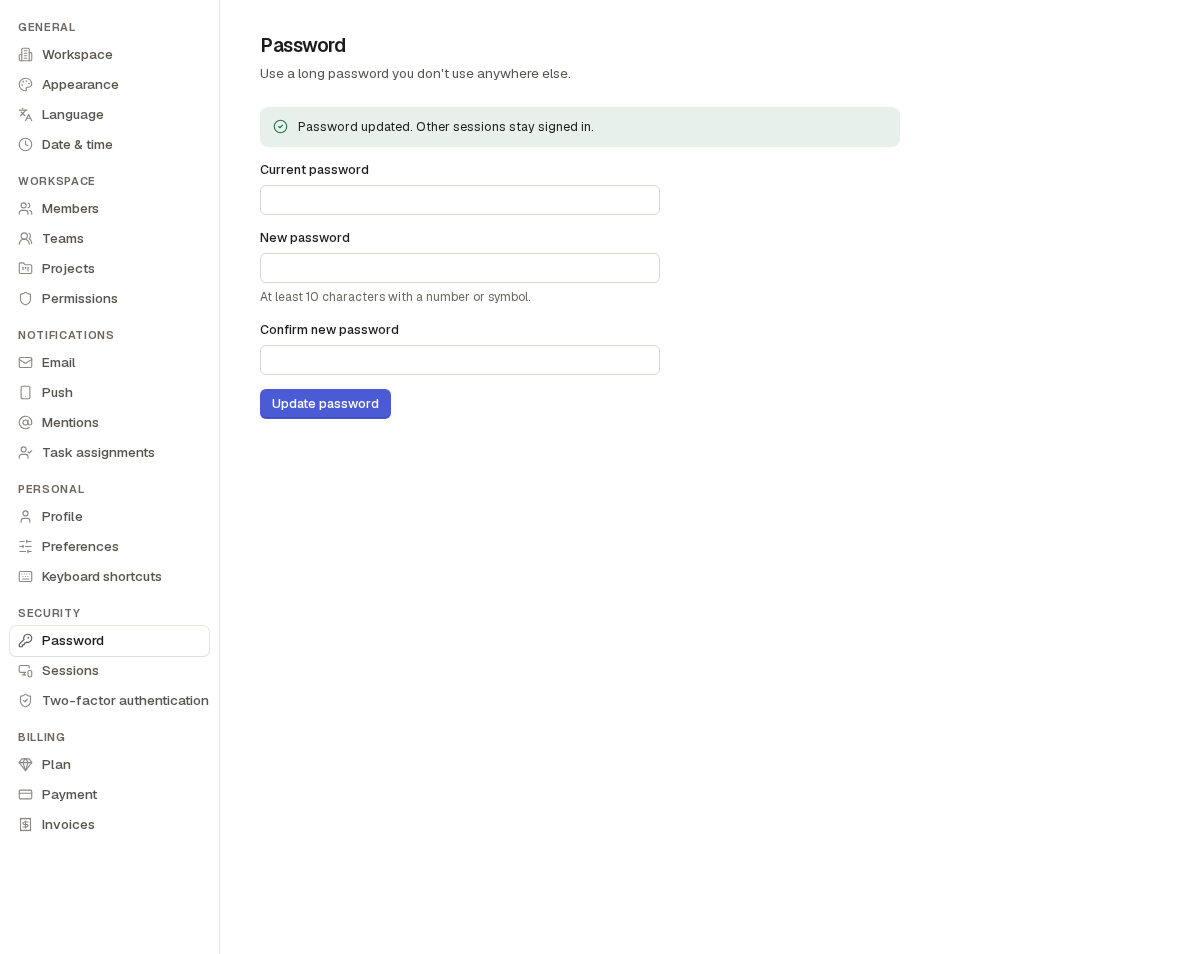 GENERAL
Workspace
Appearance
Language
Date & time
WORKSPACE
Members
Teams
Projects
Permissions
NOTIFICATIONS
Email
Push
Mentions
Task assignments
PERSONAL
Profile
Preferences
Keyboard shortcuts
SECURITY
Password
Sessions
Two-factor authentication
BILLING
Plan
Payment
Invoices
Password
Use a long password you don't use anywhere else.
Password updated. Other sessions stay signed in.
Current password
New password
At least 10 characters with a number or symbol.
Confirm new password
Update password